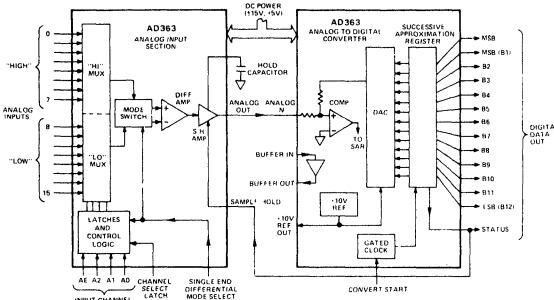 DC POWER
(±15V, +5V)
AD363
ANALOG INPUT
SECTION
AD363
ANALOG TO DIGITAL
CONVERTER
SUCCESSIVE
APPROXIMATION
REGISTER
0
"HIGH"
7
ANALOG
INPUTS
8
"LOW"
15
"HI"
MUX
"LO"
MUX
MODE
SWITCH
DIFF
AMP
S H
AMP
HOLD
CAPACITOR
ANALOG
OUT
ANALOG
IN
COMP
TO
SAR
DAC
BUFFER IN
BUFFER OUT
SAMPLE HOLD
+10V
REF
OUT
+10V
REF
GATED
CLOCK
MSB
MSB (B1)
B2
B3
B4
B5
B6
B7
B8
B9
B10
B11
LSB (B12)
STATUS
DIGITAL
DATA
OUT
LATCHES
AND
CONTROL
LOGIC
AE A2 A1 A0
INPUT CHANNEL
CHANNEL
SELECT
LATCH
SINGLE END
DIFFERENTIAL
MODE SELECT
CONVERT START